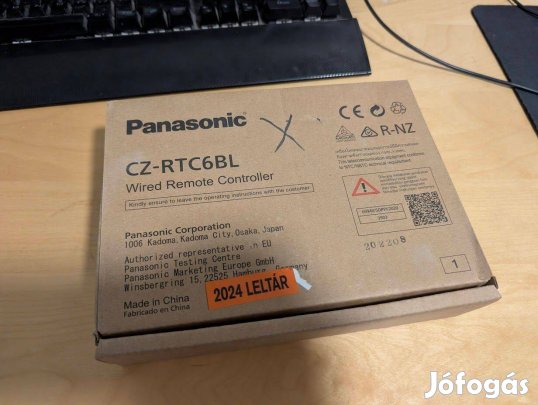 Panasonic
X
CZ-RTC6BL
Wired Remote Controller
Kindly ensure to leave the operating instructions with the customer
Panasonic Corporation
1006 Kadoma, Kadoma City, Osaka, Japan
Authorized representative in EU
Panasonic Testing Centre
Panasonic Marketing Europe GmbH
Winsbergring 15, 22525 Hamburg, Germany
Made in China
Fabricado en China
2024 LELTÁR
CE
R-NZ
202208
1
Jófogás